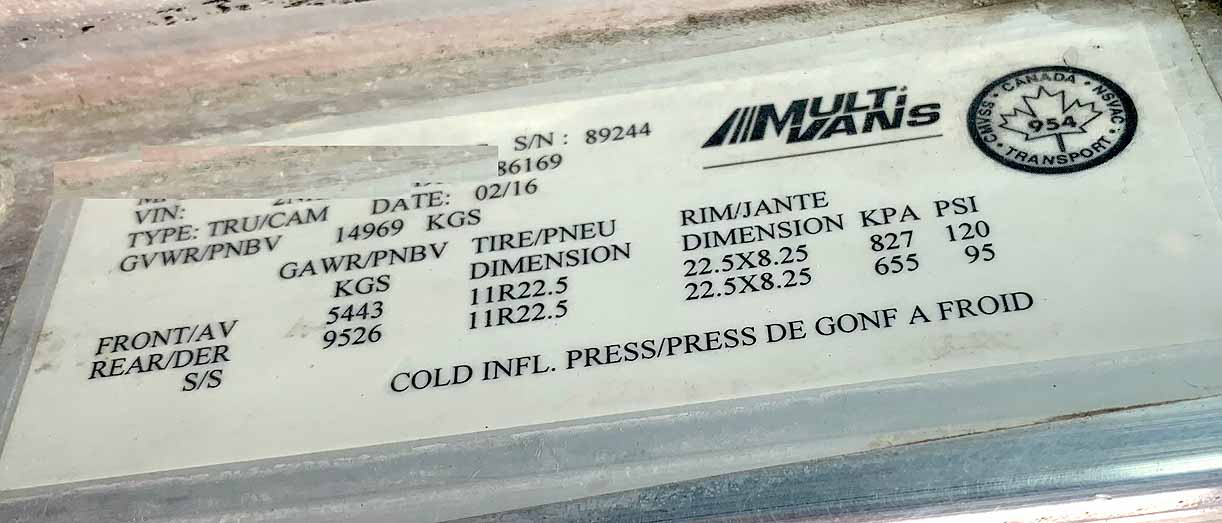 S/N : 89244
MULTIVANS
CMVSS · CANADA · NSVAC · TRANSPORT
954
86169
VIN:
TYPE: TRU/CAM DATE: 02/16
GVWR/PNBV 14969 KGS
GAWR/PNBV TIRE/PNEU RIM/JANTE
KGS DIMENSION DIMENSION KPA PSI
FRONT/AV 5443 11R22.5 22.5X8.25 827 120
REAR/DER 9526 11R22.5 22.5X8.25 655 95
S/S
COLD INFL. PRESS/PRESS DE GONF A FROID